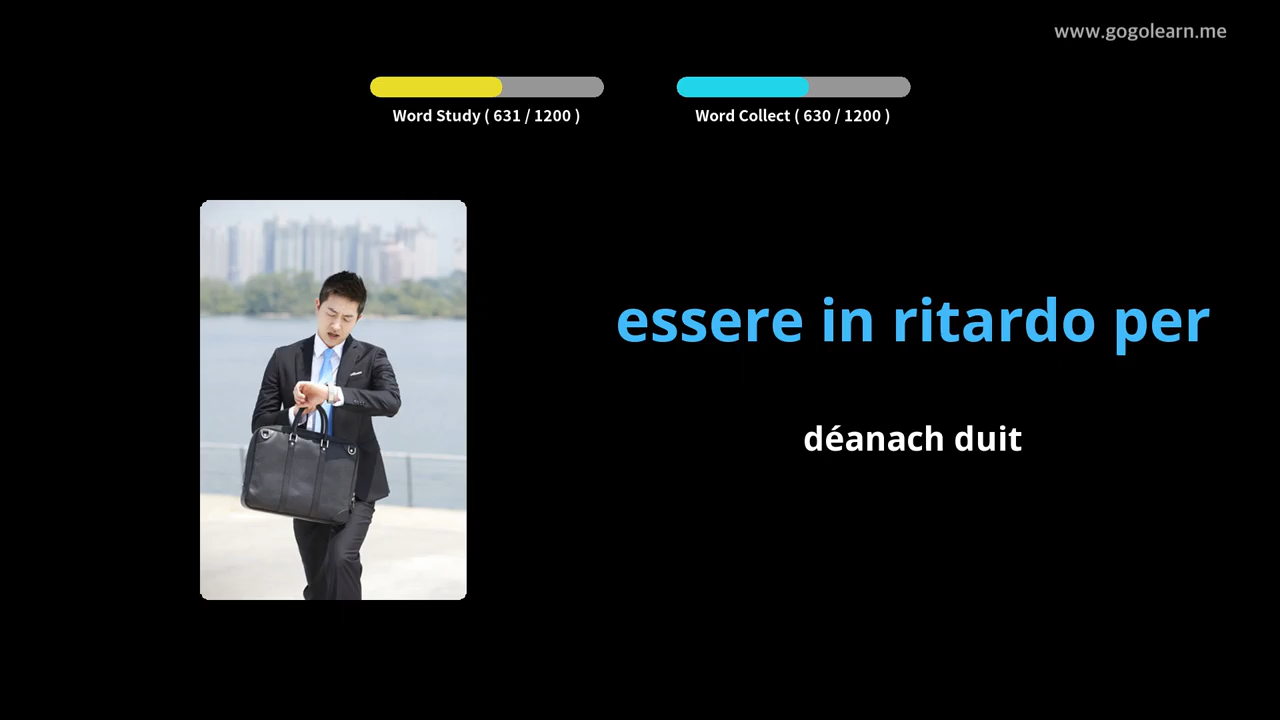 www.gogolearn.me
Word Study ( 631 / 1200 )
Word Collect ( 630 / 1200 )
essere in ritardo per
déanach duit